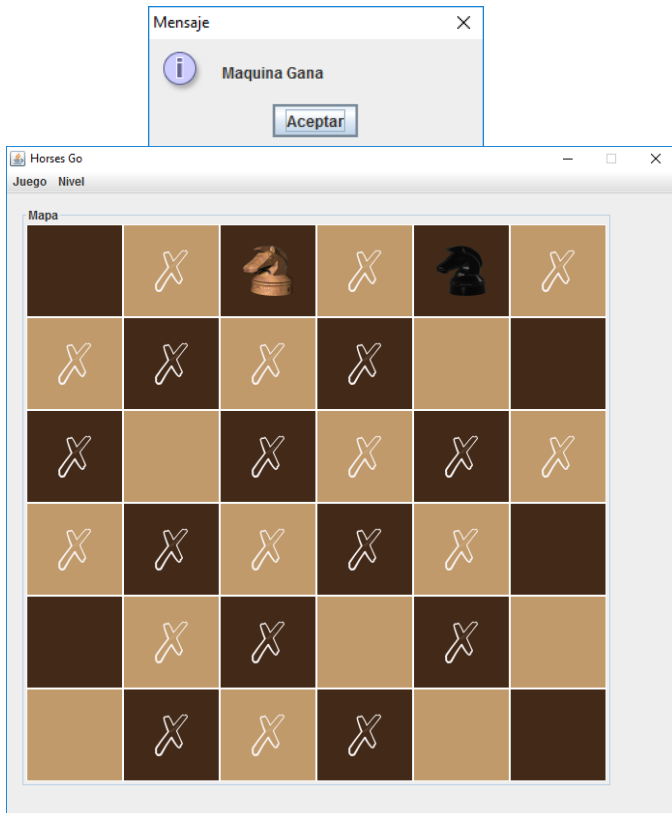 Mensaje
Maquina Gana
Aceptar
Horses Go
Juego Nivel
Mapa
X X X
X X X X
X X X X X
X X X X X
X X X
X X X